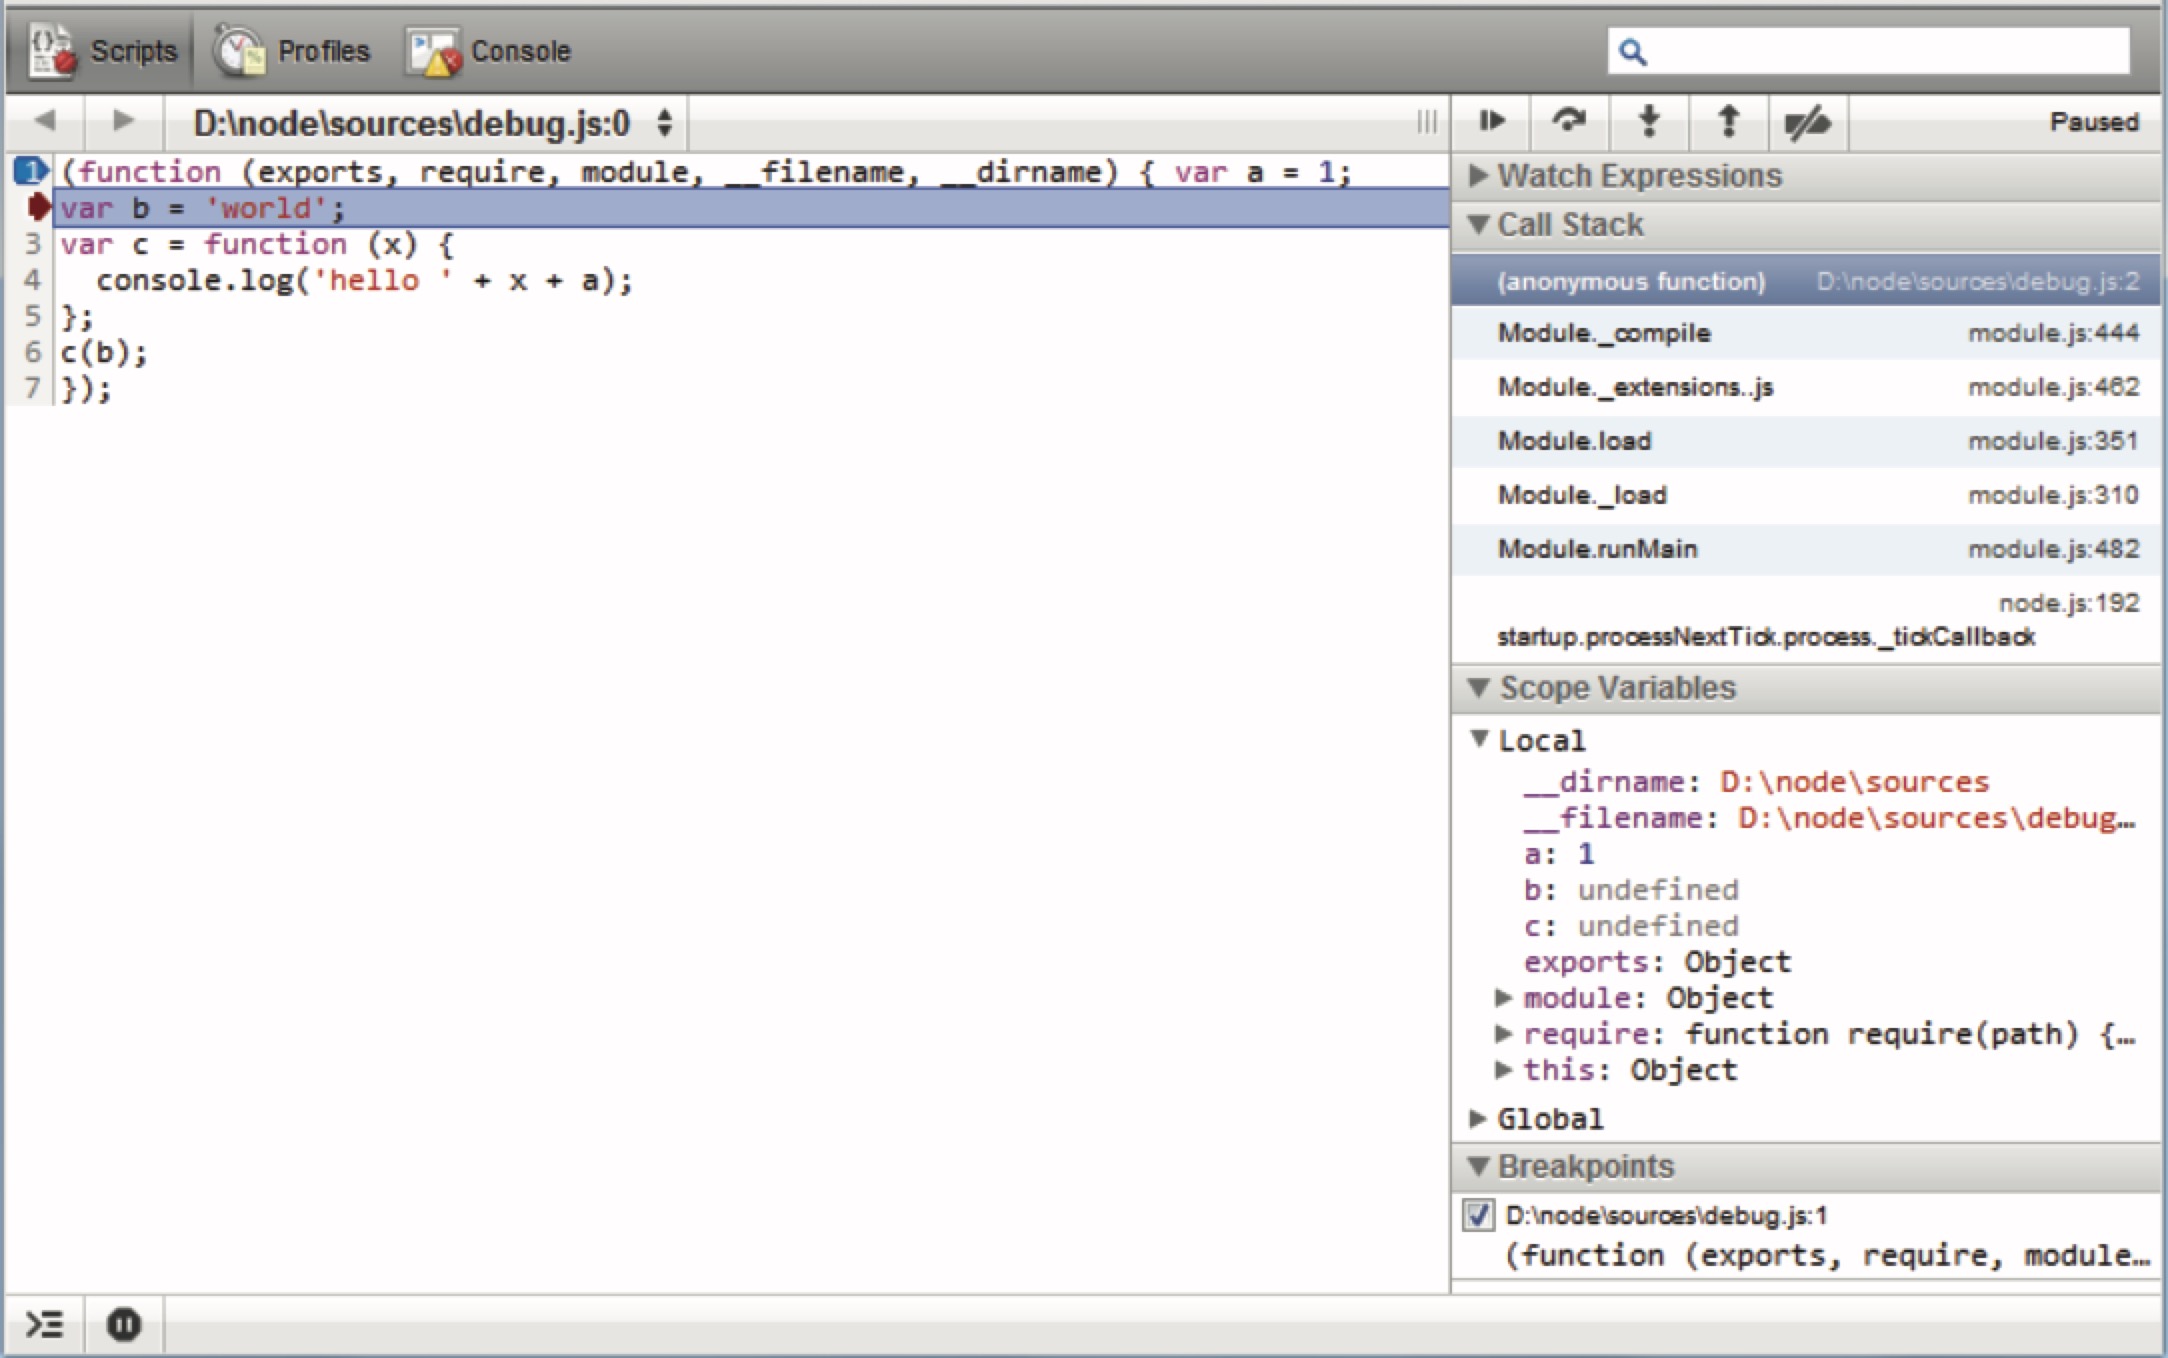 Scripts Profiles Console
D:\node\sources\debug.js:0
1 (function (exports, require, module, __filename, __dirname) { var a = 1;
var b = 'world';
3 var c = function (x) {
4 console.log('hello ' + x + a);
5 };
6 c(b);
7 });
Paused
Watch Expressions
Call Stack
(anonymous function) D:\node\sources\debug.js:2
Module._compile module.js:444
Module._extensions..js module.js:462
Module.load module.js:351
Module._load module.js:310
Module.runMain module.js:482
node.js:192
startup.processNextTick.process._tickCallback
Scope Variables
Local
__dirname: D:\node\sources
__filename: D:\node\sources\debug…
a: 1
b: undefined
c: undefined
exports: Object
module: Object
require: function require(path) {…
this: Object
Global
Breakpoints
D:\node\sources\debug.js:1
(function (exports, require, module…